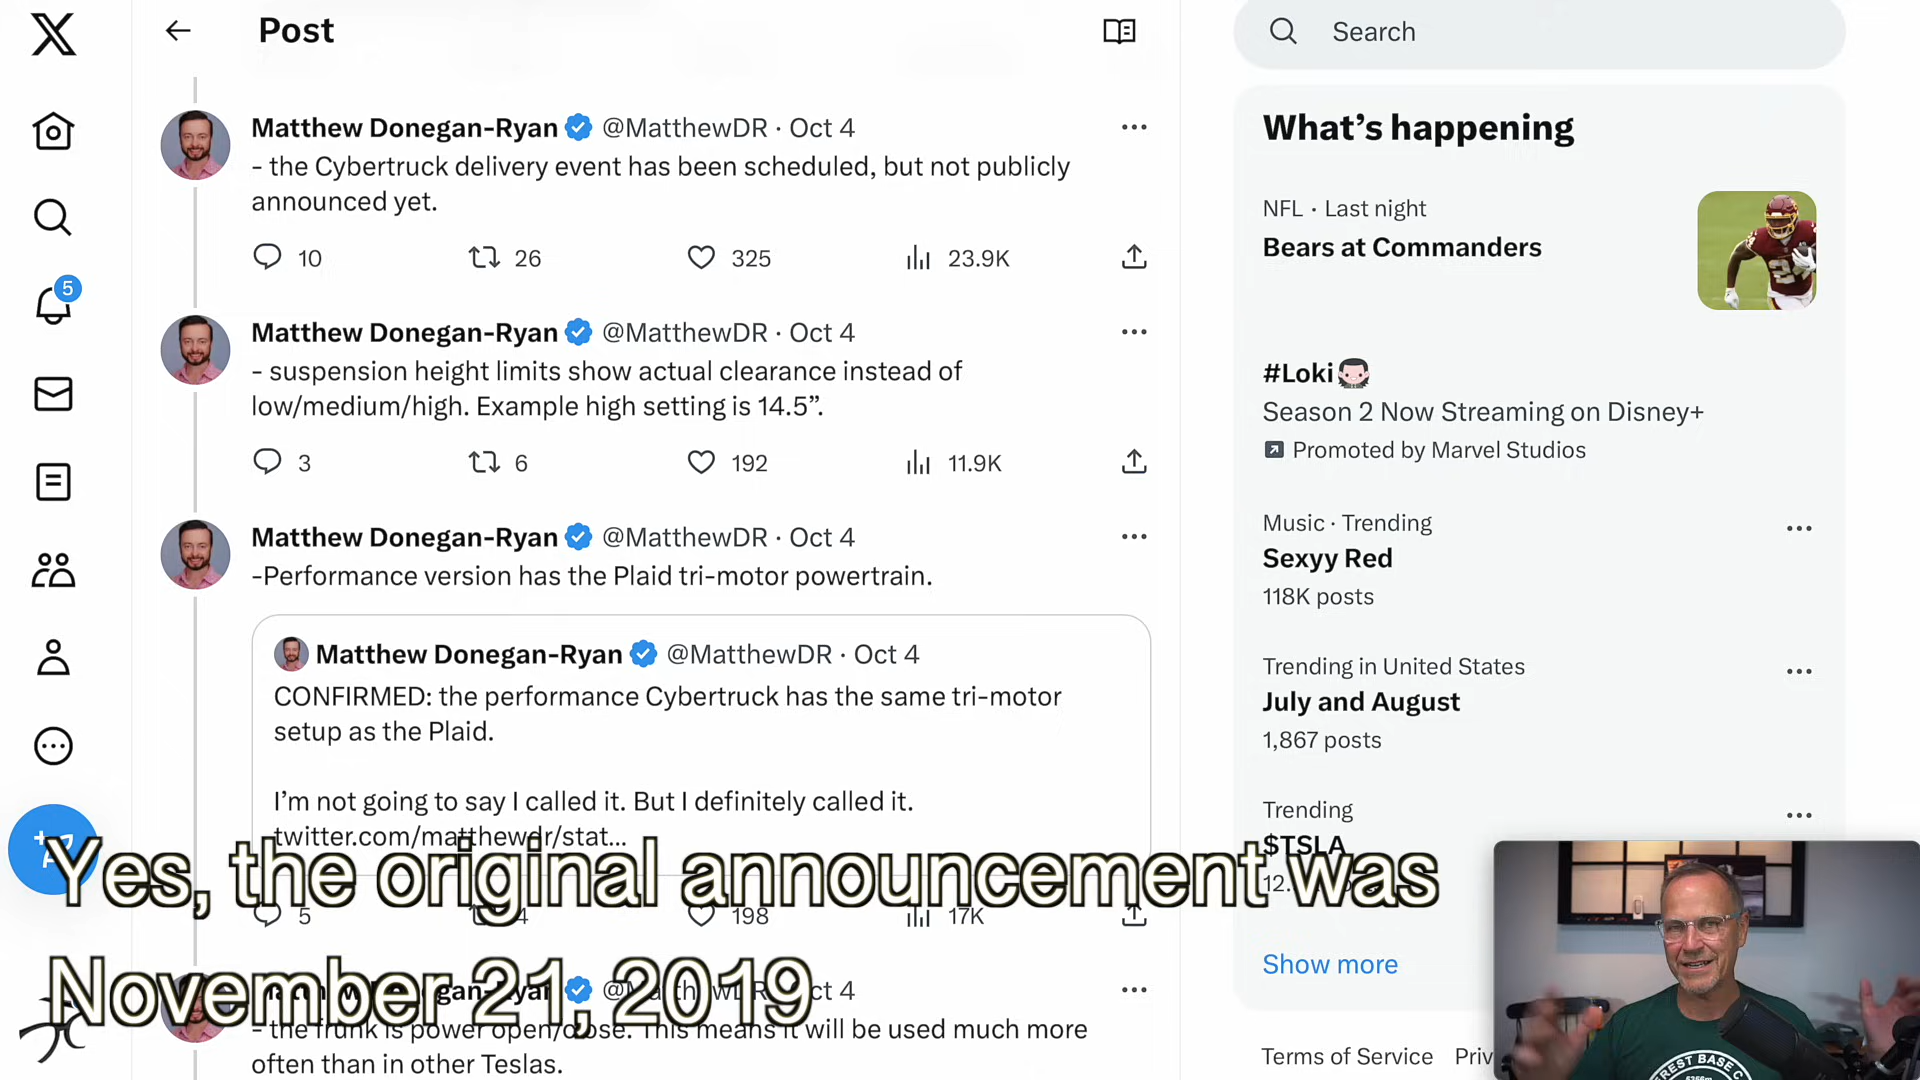 Post
Search
Matthew Donegan-Ryan @MatthewDR · Oct 4
- the Cybertruck delivery event has been scheduled, but not publicly
announced yet.
10 26 325 23.9K
5
Matthew Donegan-Ryan @MatthewDR · Oct 4
- suspension height limits show actual clearance instead of
low/medium/high. Example high setting is 14.5”.
3 6 192 11.9K
Matthew Donegan-Ryan @MatthewDR · Oct 4
-Performance version has the Plaid tri-motor powertrain.
Matthew Donegan-Ryan @MatthewDR · Oct 4
CONFIRMED: the performance Cybertruck has the same tri-motor
setup as the Plaid.
I’m not going to say I called it. But I definitely called it.
twitter.com/matthewdr/stat...
5 198 17K
- the frunk is power open/close. This means it will be used much more
often than in other Teslas.
Yes, the original announcement was
November 21, 2019
What’s happening
NFL · Last night
Bears at Commanders
#Loki
Season 2 Now Streaming on Disney+
Promoted by Marvel Studios
Music · Trending
Sexyy Red
118K posts
Trending in United States
July and August
1,867 posts
Trending
$TSLA
Show more
Terms of Service